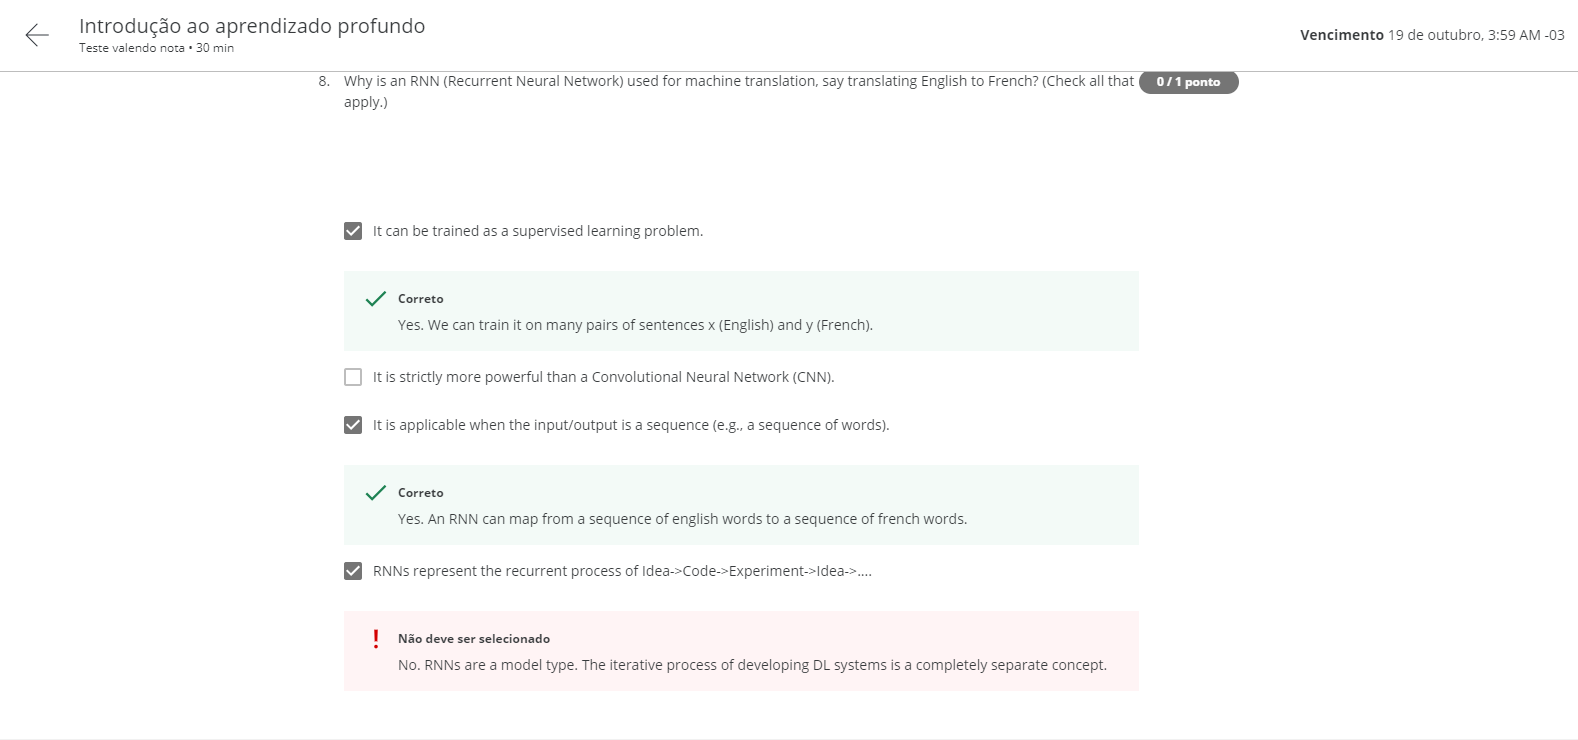 Introdução ao aprendizado profundo
Teste valendo nota • 30 min
Vencimento 19 de outubro, 3:59 AM -03
8. Why is an RNN (Recurrent Neural Network) used for machine translation, say translating English to French? (Check all that
apply.)
0 / 1 ponto
It can be trained as a supervised learning problem.
Correto
Yes. We can train it on many pairs of sentences x (English) and y (French).
It is strictly more powerful than a Convolutional Neural Network (CNN).
It is applicable when the input/output is a sequence (e.g., a sequence of words).
Correto
Yes. An RNN can map from a sequence of english words to a sequence of french words.
RNNs represent the recurrent process of Idea->Code->Experiment->Idea->....
Não deve ser selecionado
No. RNNs are a model type. The iterative process of developing DL systems is a completely separate concept.